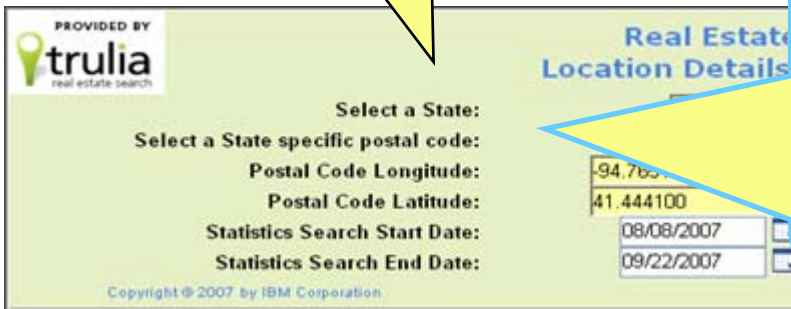 PROVIDED BY
trulia
real estate search
Real Estate
Location Details
Select a State:
Select a State specific postal code:
Postal Code Longitude:
Postal Code Latitude: 41.444100
Statistics Search Start Date: 08/08/2007
Statistics Search End Date: 09/22/2007
Copyright © 2007 by IBM Corporation